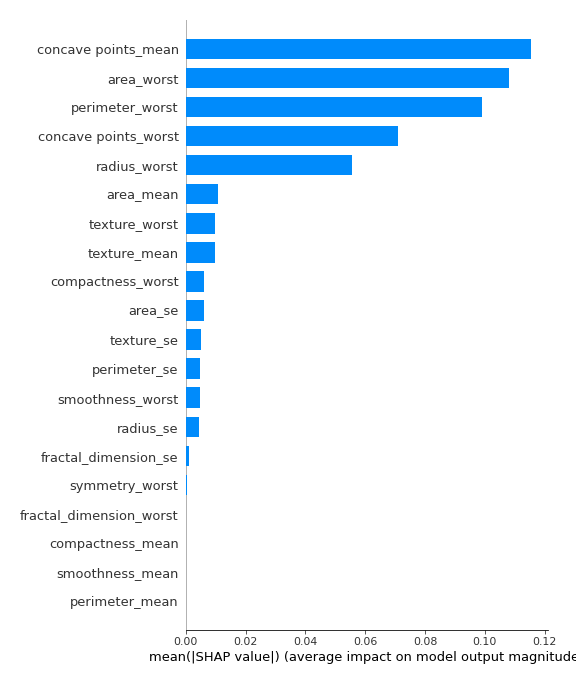 concave points_mean
area_worst
perimeter_worst
concave points_worst
radius_worst
area_mean
texture_worst
texture_mean
compactness_worst
area_se
texture_se
perimeter_se
smoothness_worst
radius_se
fractal_dimension_se
symmetry_worst
fractal_dimension_worst
compactness_mean
smoothness_mean
perimeter_mean
0.00 0.02 0.04 0.06 0.08 0.10 0.12
mean(|SHAP value|) (average impact on model output magnitude